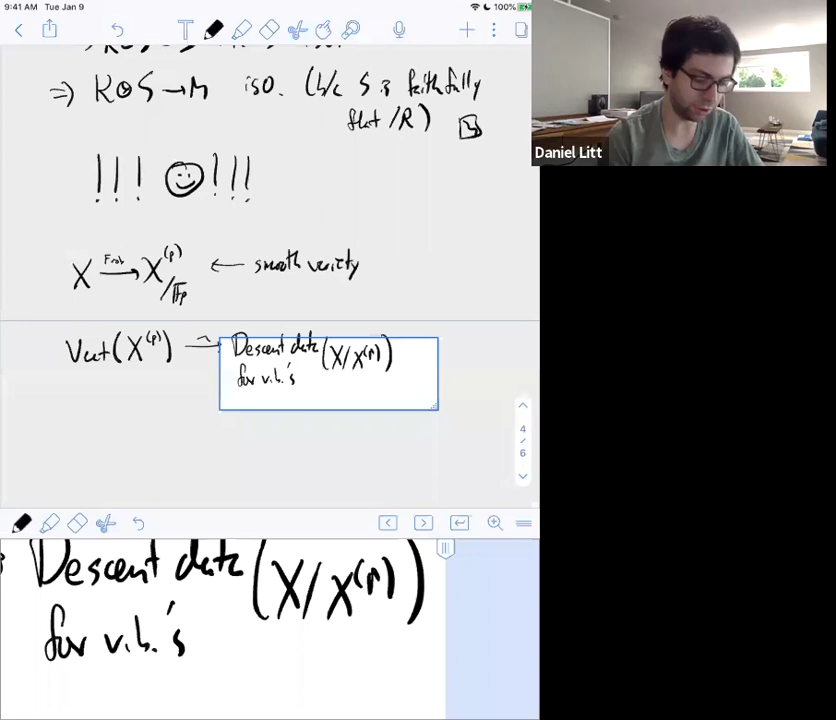 9:41 AM Tue Jan 9
100%
⇒ R⊗S → M iso. (b/c S is faithfully
flat /R)
!!! ☺ !!!
X Frob → X^(p) ← smooth variety
/F_p
Vect(X^(p)) ~→ Descent data (X/X^(p))
for v.b.'s
4
/
6
Daniel Litt
Descent data (X/X^(p))
for v.b.'s